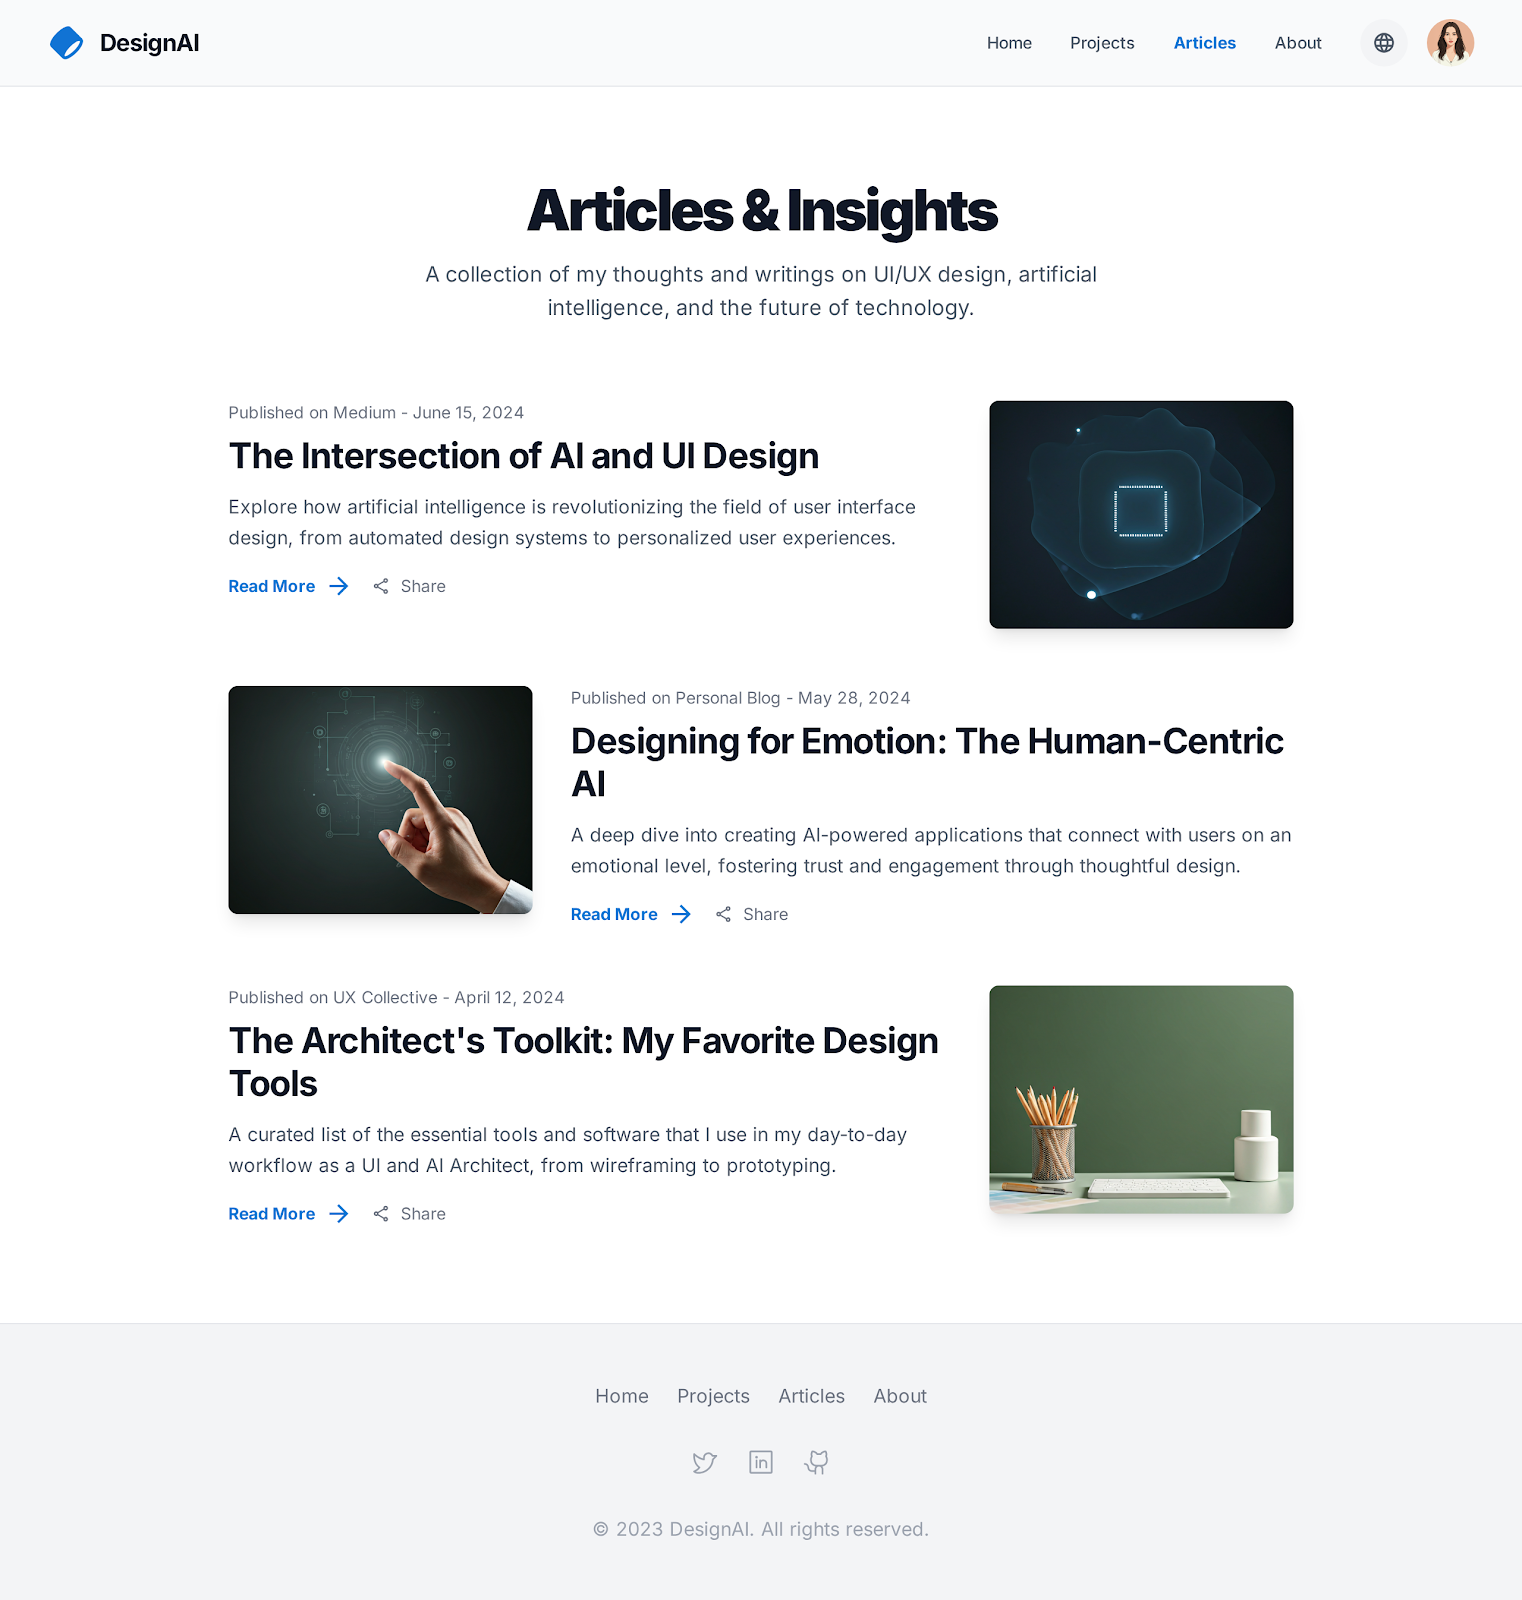 DesignAI
Home
Projects
Articles
About
Articles & Insights
A collection of my thoughts and writings on UI/UX design, artificial
intelligence, and the future of technology.
Published on Medium - June 15, 2024
The Intersection of AI and UI Design
Explore how artificial intelligence is revolutionizing the field of user interface
design, from automated design systems to personalized user experiences.
Read More
Share
Published on Personal Blog - May 28, 2024
Designing for Emotion: The Human-Centric
AI
A deep dive into creating AI-powered applications that connect with users on an
emotional level, fostering trust and engagement through thoughtful design.
Read More
Share
Published on UX Collective - April 12, 2024
The Architect's Toolkit: My Favorite Design
Tools
A curated list of the essential tools and software that I use in my day-to-day
workflow as a UI and AI Architect, from wireframing to prototyping.
Read More
Share
Home
Projects
Articles
About
in
© 2023 DesignAI. All rights reserved.